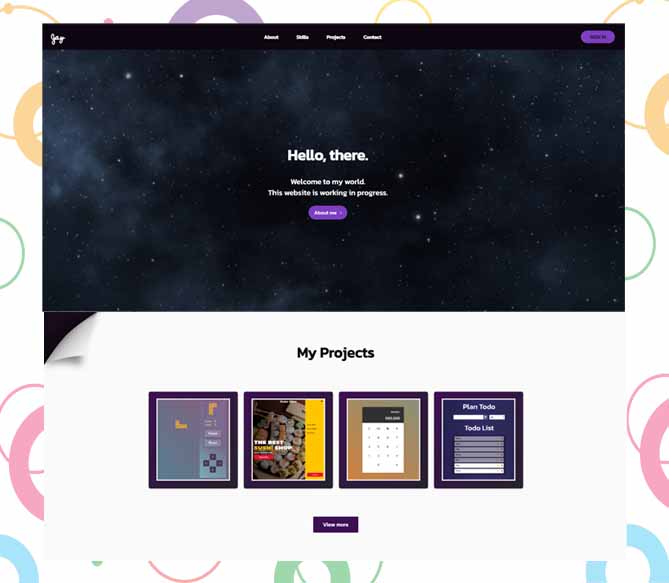 Jay
About
Skills
Projects
Contact
SIGN IN
Hello, there.
Welcome to my world.
This website is working in progress.
About me >
My Projects
THE BEST
SUSHI SHOP
Plan Todo
Todo List
View more